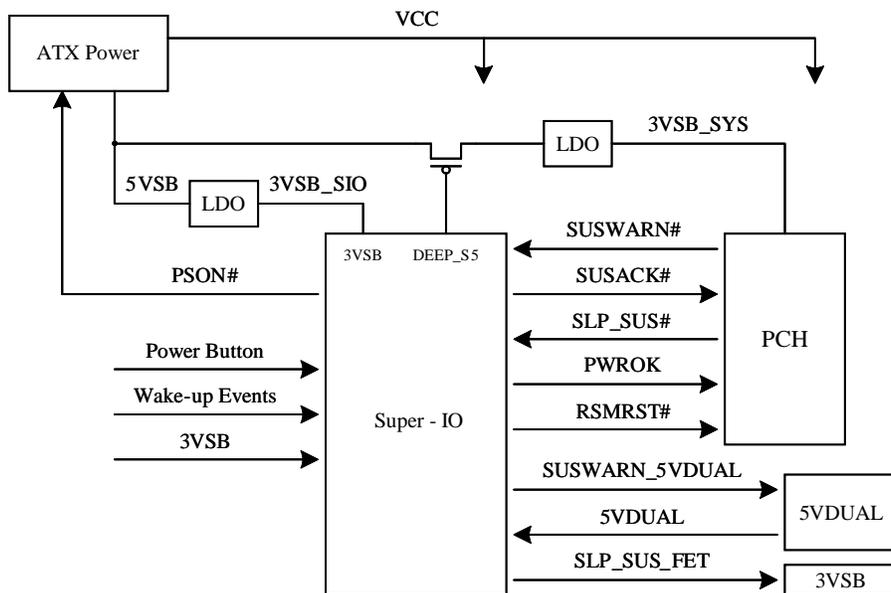 VCC
ATX Power
3VSB_SYS
LDO
5VSB
3VSB_SIO
LDO
3VSB
DEEP_S5
SUSWARN#
PSON#
SUSACK#
SLP_SUS#
PCH
Power Button
PWROK
Wake-up Events
RSMRST#
Super - IO
3VSB
SUSWARN_5VDUAL
5VDUAL
5VDUAL
SLP_SUS_FET
3VSB